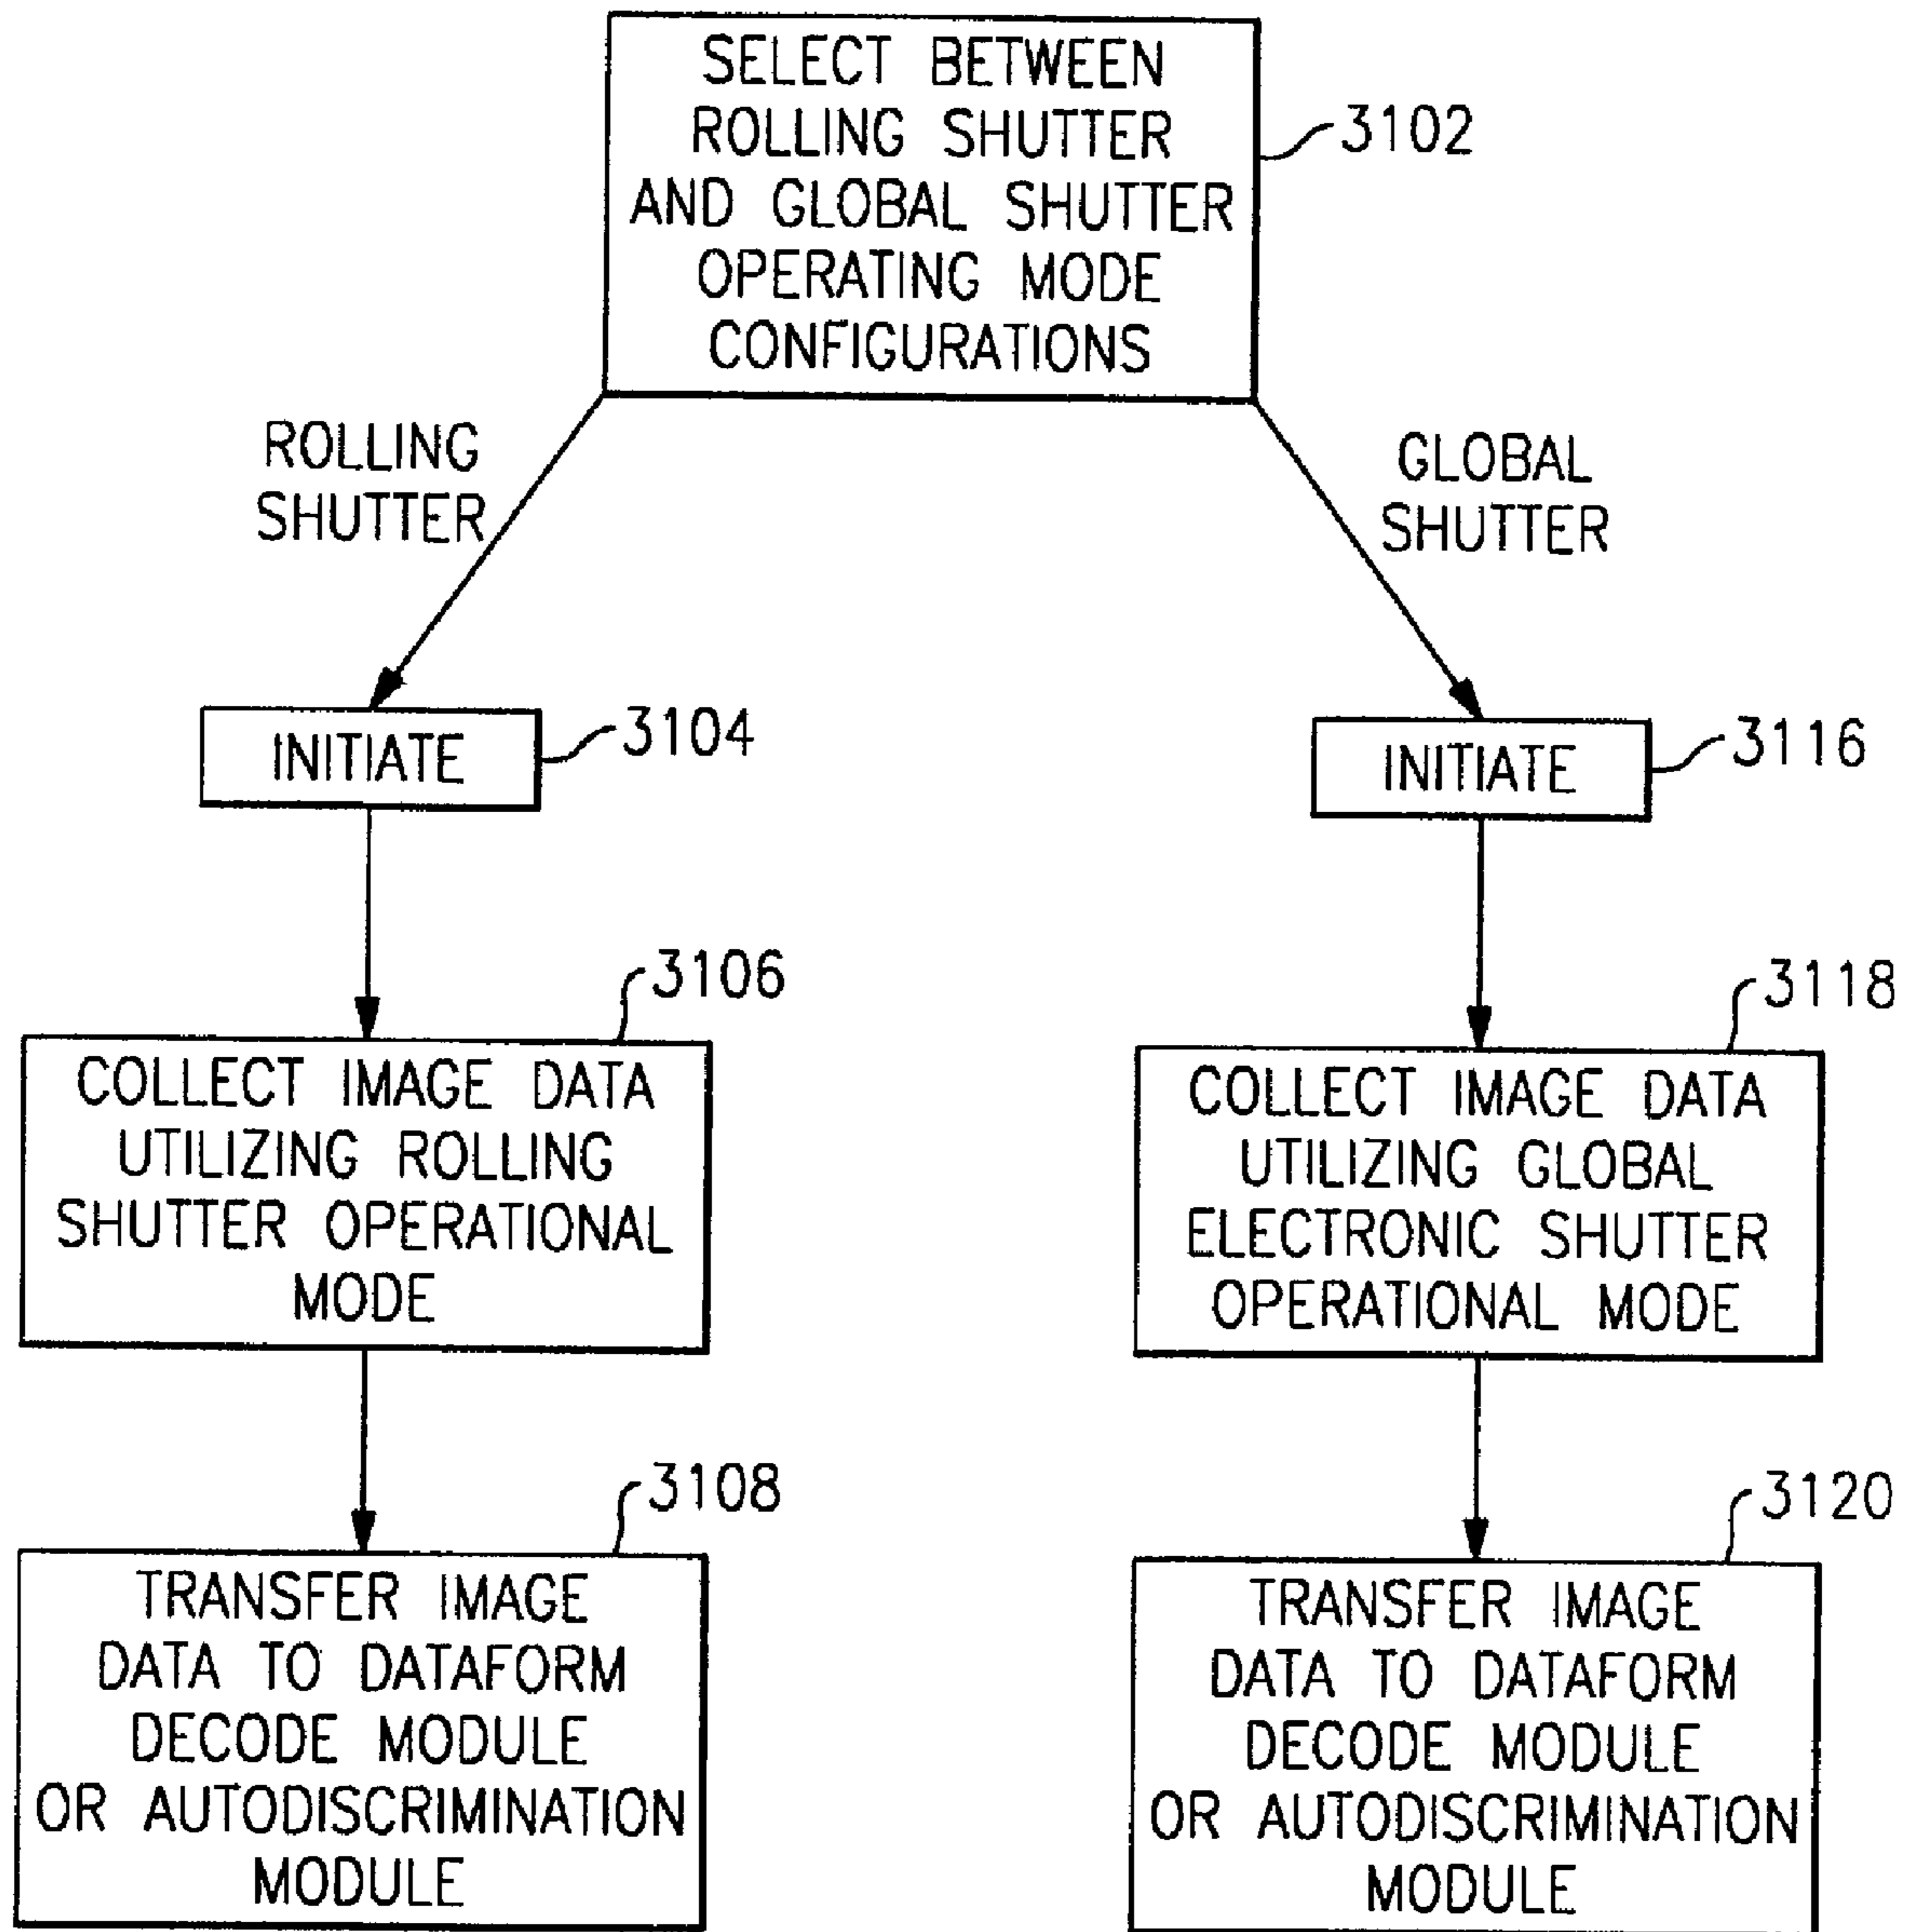 SELECT BETWEEN
ROLLING SHUTTER
AND GLOBAL SHUTTER
OPERATING MODE
CONFIGURATIONS
3102
ROLLING
SHUTTER
GLOBAL
SHUTTER
INITIATE
3104
INITIATE
3116
3106
COLLECT IMAGE DATA
UTILIZING ROLLING
SHUTTER OPERATIONAL
MODE
3118
COLLECT IMAGE DATA
UTILIZING GLOBAL
ELECTRONIC SHUTTER
OPERATIONAL MODE
3108
TRANSFER IMAGE
DATA TO DATAFORM
DECODE MODULE
OR AUTODISCRIMINATION
MODULE
3120
TRANSFER IMAGE
DATA TO DATAFORM
DECODE MODULE
OR AUTODISCRIMINATION
MODULE